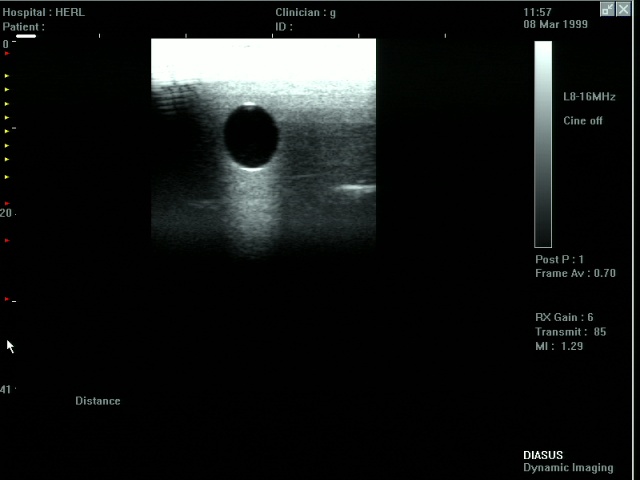 Hospital : HERL
Clinician : g
11:57
Patient :
ID :
08 Mar 1999
0
L8-16MHz
Cine off
20
Post P : 1
Frame Av : 0.70
RX Gain : 6
Transmit : 85
MI : 1.29
41
Distance
DIASUS
Dynamic Imaging